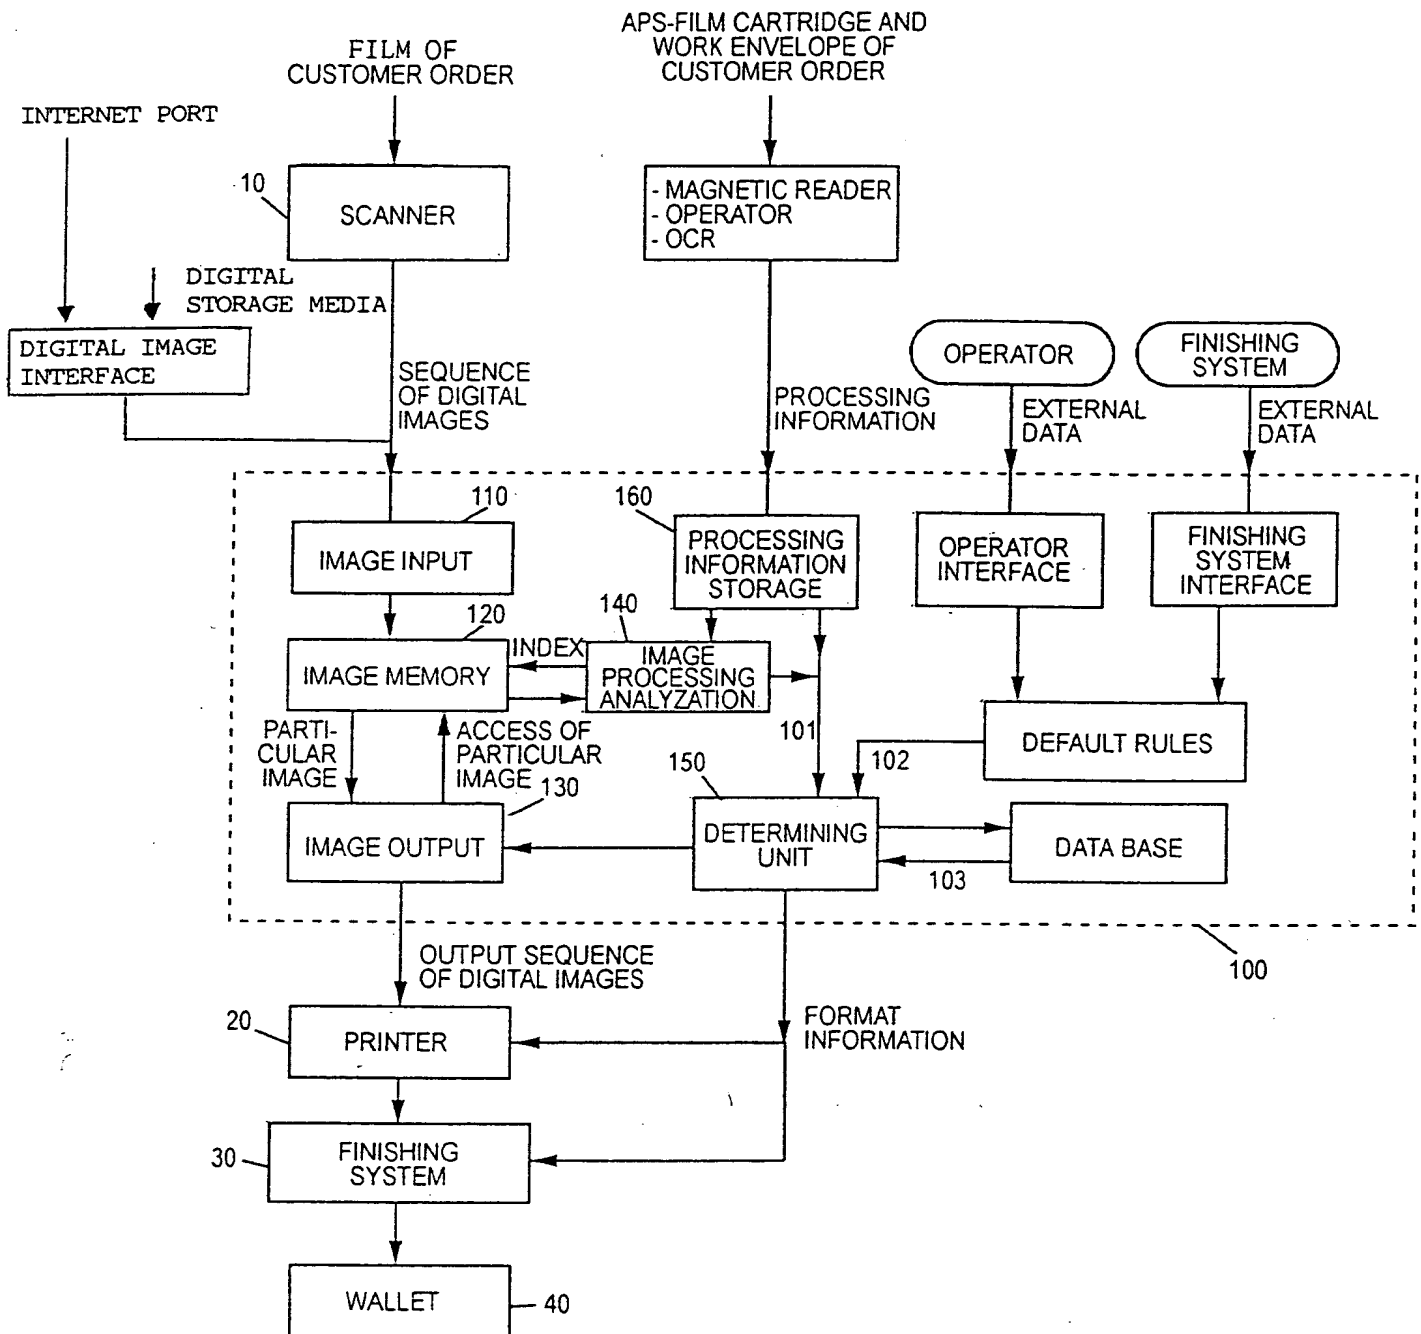 APS-FILM CARTRIDGE AND
WORK ENVELOPE OF
CUSTOMER ORDER
FILM OF
CUSTOMER ORDER
INTERNET PORT
10
SCANNER
- MAGNETIC READER
- OPERATOR
- OCR
DIGITAL
STORAGE MEDIA
DIGITAL IMAGE
INTERFACE
OPERATOR
FINISHING
SYSTEM
SEQUENCE
OF DIGITAL
IMAGES
PROCESSING
INFORMATION
EXTERNAL
DATA
EXTERNAL
DATA
110
IMAGE INPUT
160
PROCESSING
INFORMATION
STORAGE
OPERATOR
INTERFACE
FINISHING
SYSTEM
INTERFACE
120
IMAGE MEMORY
INDEX
140
IMAGE
PROCESSING
ANALYZATION
PARTI-
CULAR
IMAGE
ACCESS OF
PARTICULAR
IMAGE
101
102
DEFAULT RULES
130
IMAGE OUTPUT
150
DETERMINING
UNIT
DATA BASE
103
100
OUTPUT SEQUENCE
OF DIGITAL IMAGES
FORMAT
INFORMATION
20
PRINTER
30
FINISHING
SYSTEM
WALLET
40